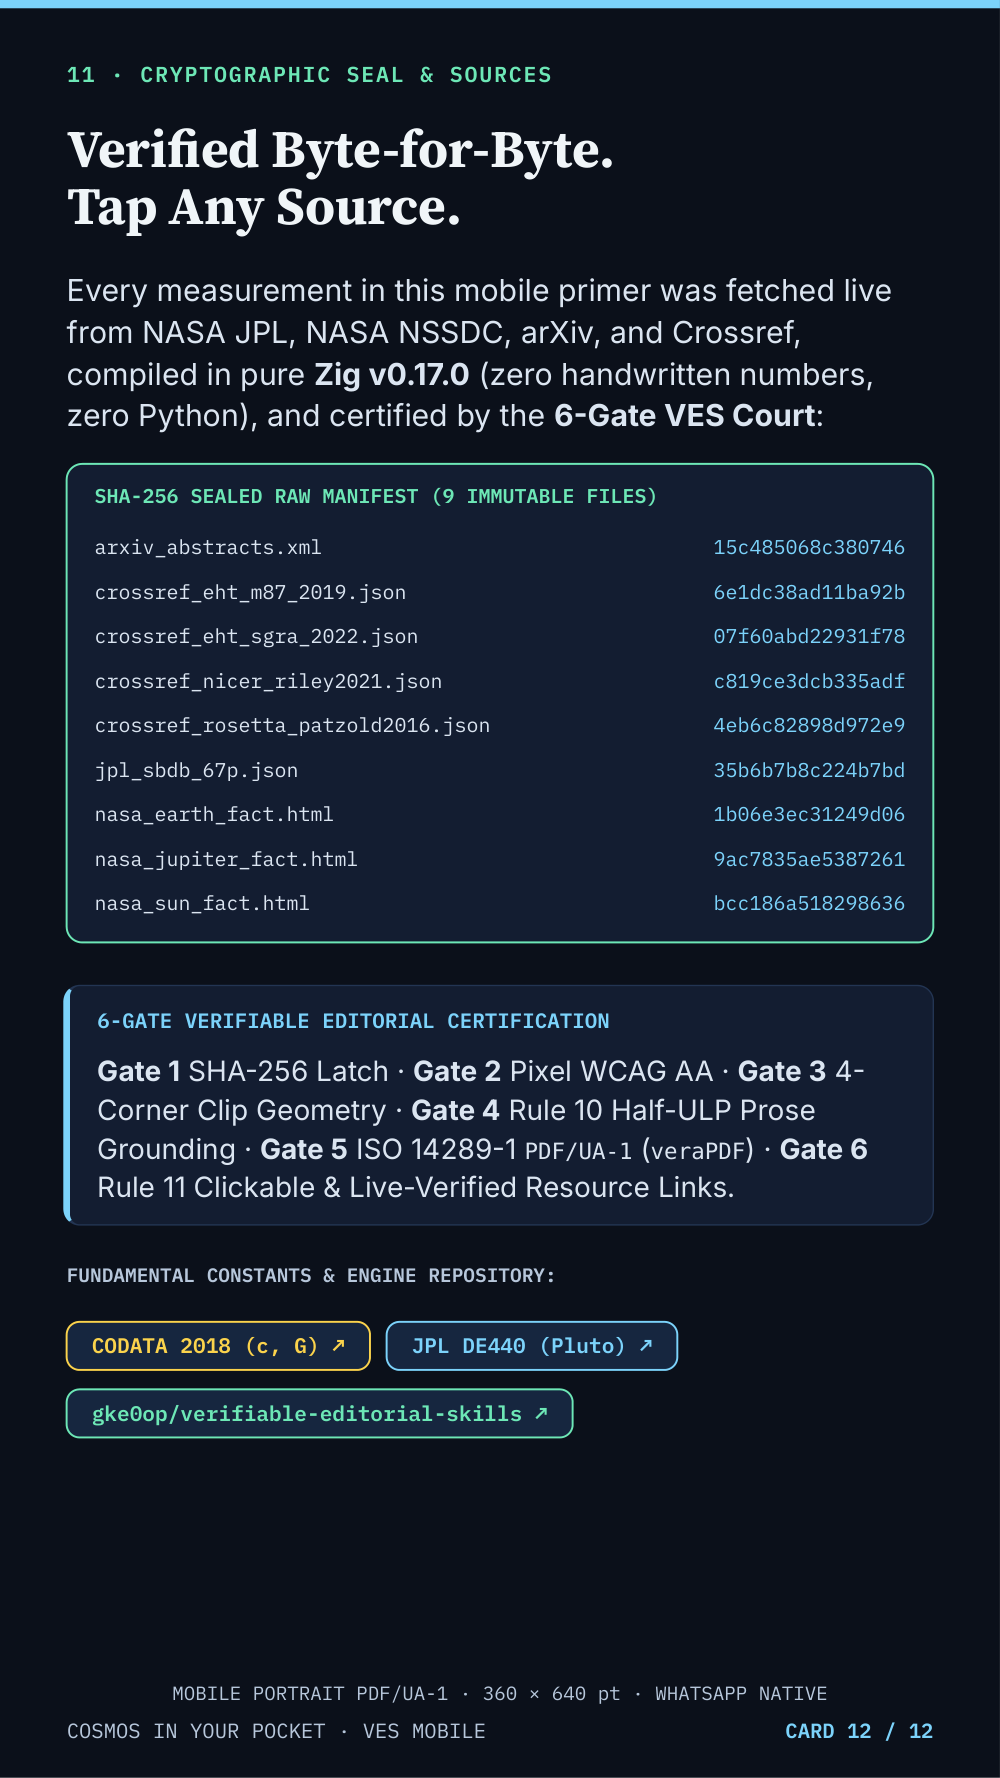 11 · CRYPTOGRAPHIC SEAL & SOURCES
Verified Byte-for-Byte.
Tap Any Source.
Every measurement in this mobile primer was fetched live
from NASA JPL, NASA NSSDC, arXiv, and Crossref,
compiled in pure Zig v0.17.0 (zero handwritten numbers,
zero Python), and certified by the 6-Gate VES Court:
SHA-256 SEALED RAW MANIFEST (9 IMMUTABLE FILES)
arxiv_abstracts.xml 15c485068c380746
crossref_eht_m87_2019.json 6e1dc38ad11ba92b
crossref_eht_sgra_2022.json 07f60abd22931f78
crossref_nicer_riley2021.json c819ce3dcb335adf
crossref_rosetta_patzold2016.json 4eb6c82898d972e9
jpl_sbdb_67p.json 35b6b7b8c224b7bd
nasa_earth_fact.html 1b06e3ec31249d06
nasa_jupiter_fact.html 9ac7835ae5387261
nasa_sun_fact.html bcc186a518298636
6-GATE VERIFIABLE EDITORIAL CERTIFICATION
Gate 1 SHA-256 Latch · Gate 2 Pixel WCAG AA · Gate 3 4-
Corner Clip Geometry · Gate 4 Rule 10 Half-ULP Prose
Grounding · Gate 5 ISO 14289-1 PDF/UA-1 (veraPDF) · Gate 6
Rule 11 Clickable & Live-Verified Resource Links.
FUNDAMENTAL CONSTANTS & ENGINE REPOSITORY:
CODATA 2018 (c, G) ↗ JPL DE440 (Pluto) ↗
gke0op/verifiable-editorial-skills ↗
MOBILE PORTRAIT PDF/UA-1 · 360 × 640 pt · WHATSAPP NATIVE
COSMOS IN YOUR POCKET · VES MOBILE CARD 12 / 12